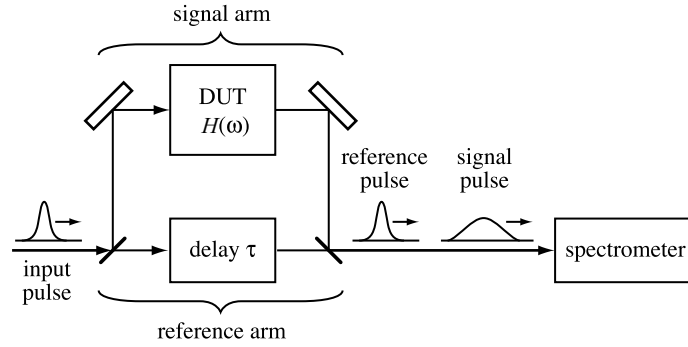 signal arm
DUT
H(ω)
reference
pulse
signal
pulse
input
pulse
delay τ
spectrometer
reference arm